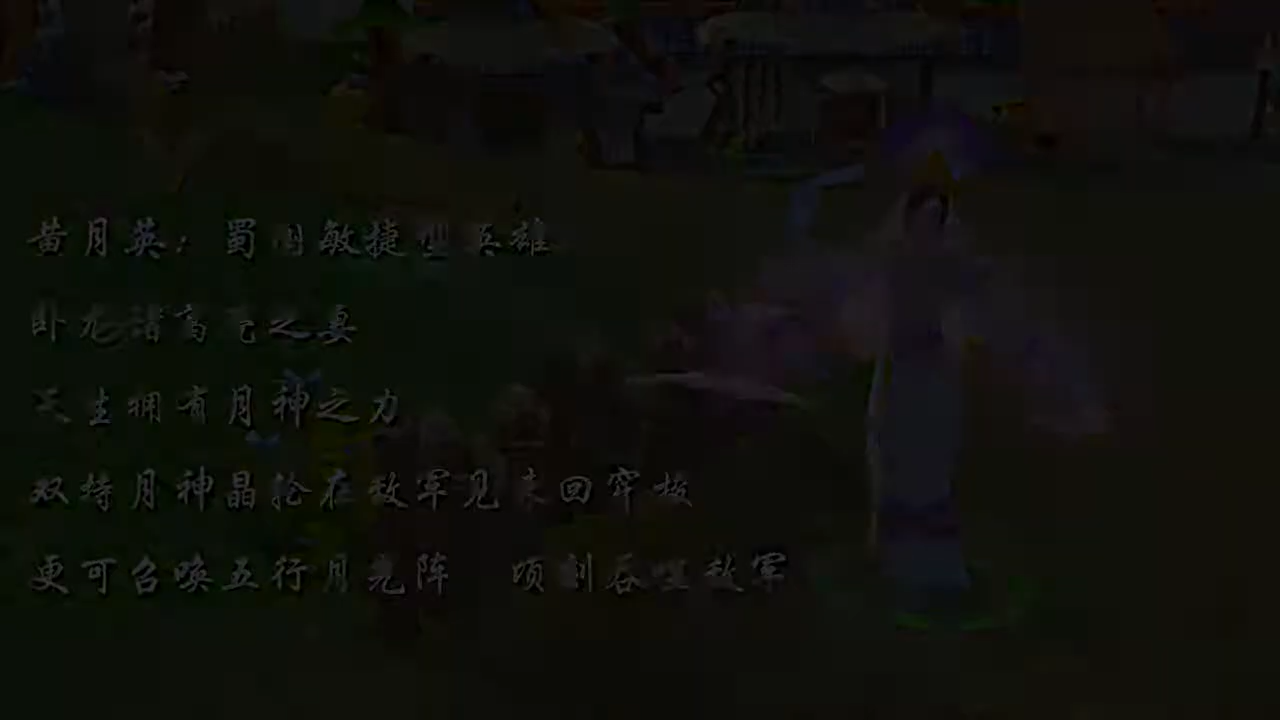 黄月英：蜀国敏捷型英雄
卧龙诸葛亮之妻
天生拥有月神之力
双持月神晶轮在敌军见来回穿梭
更可召唤五行月光阵 顷刻吞噬敌军